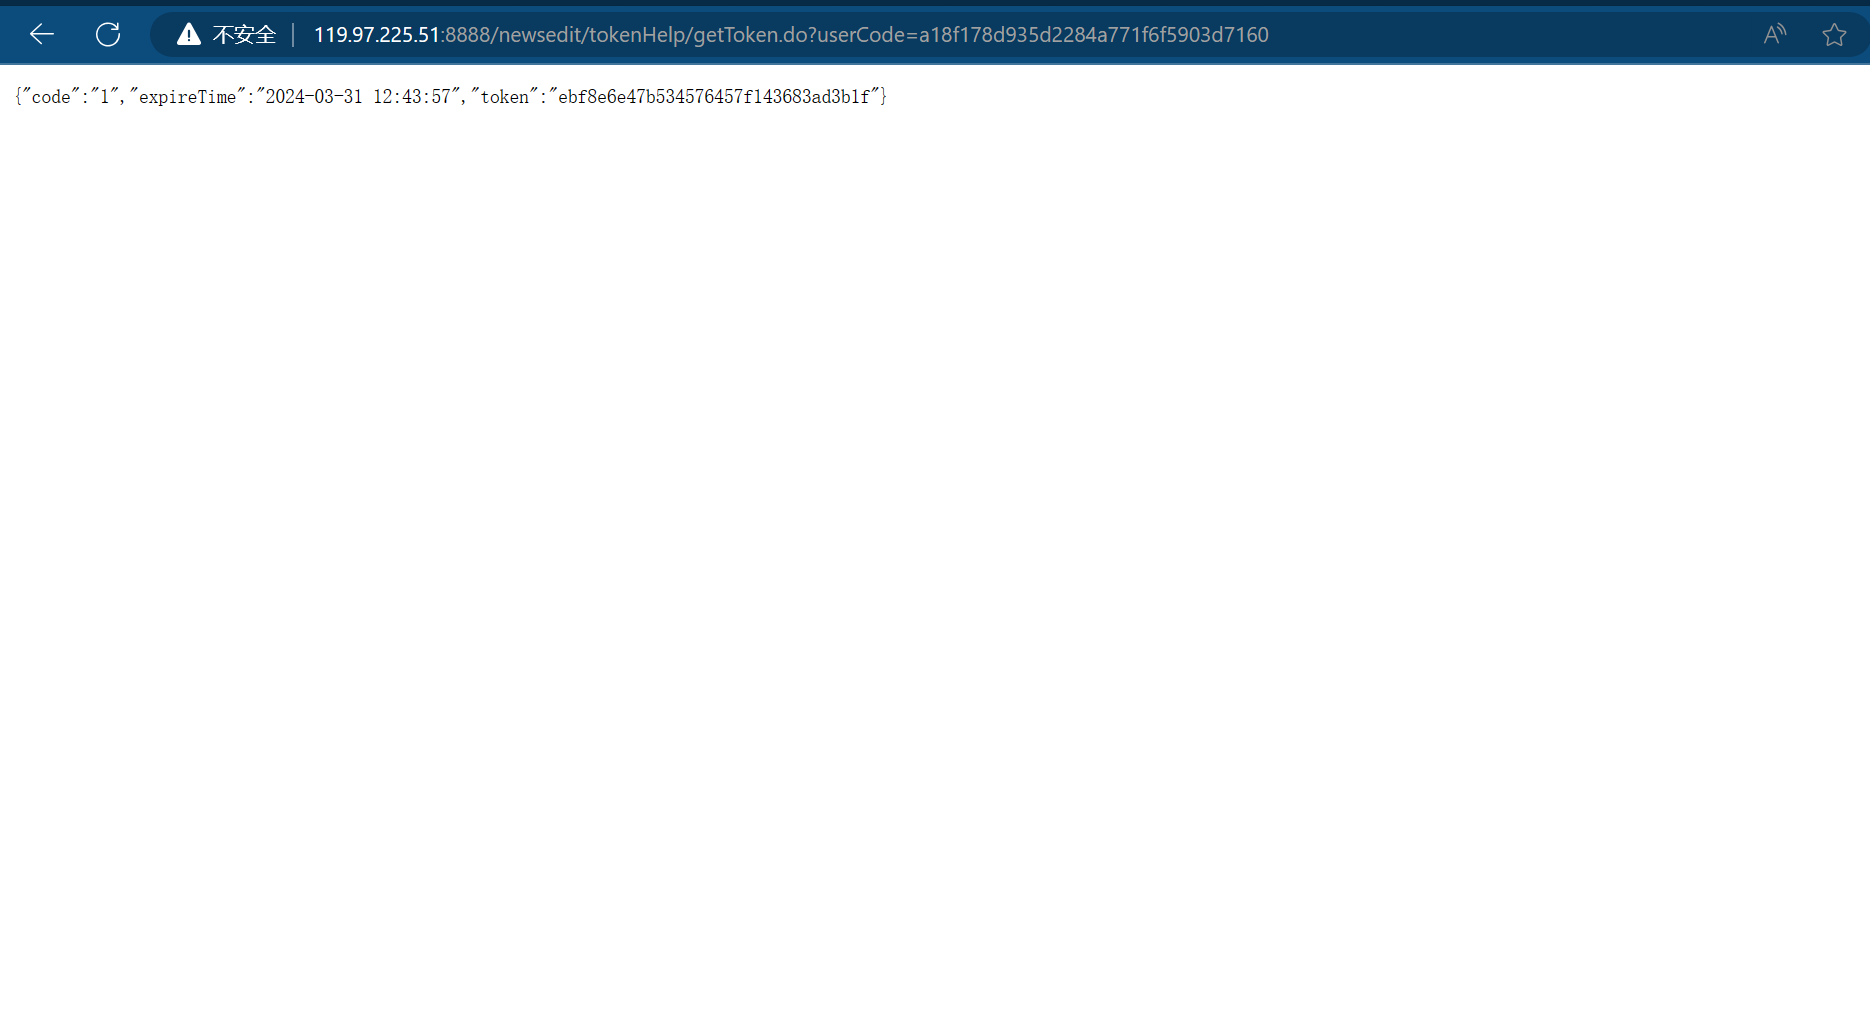 不安全 | 119.97.225.51:8888/newsedit/tokenHelp/getToken.do?userCode=a18f178d935d2284a771f6f5903d7160
{"code":"1","expireTime":"2024-03-31 12:43:57","token":"ebf8e6e47b534576457f143683ad3b1f"}